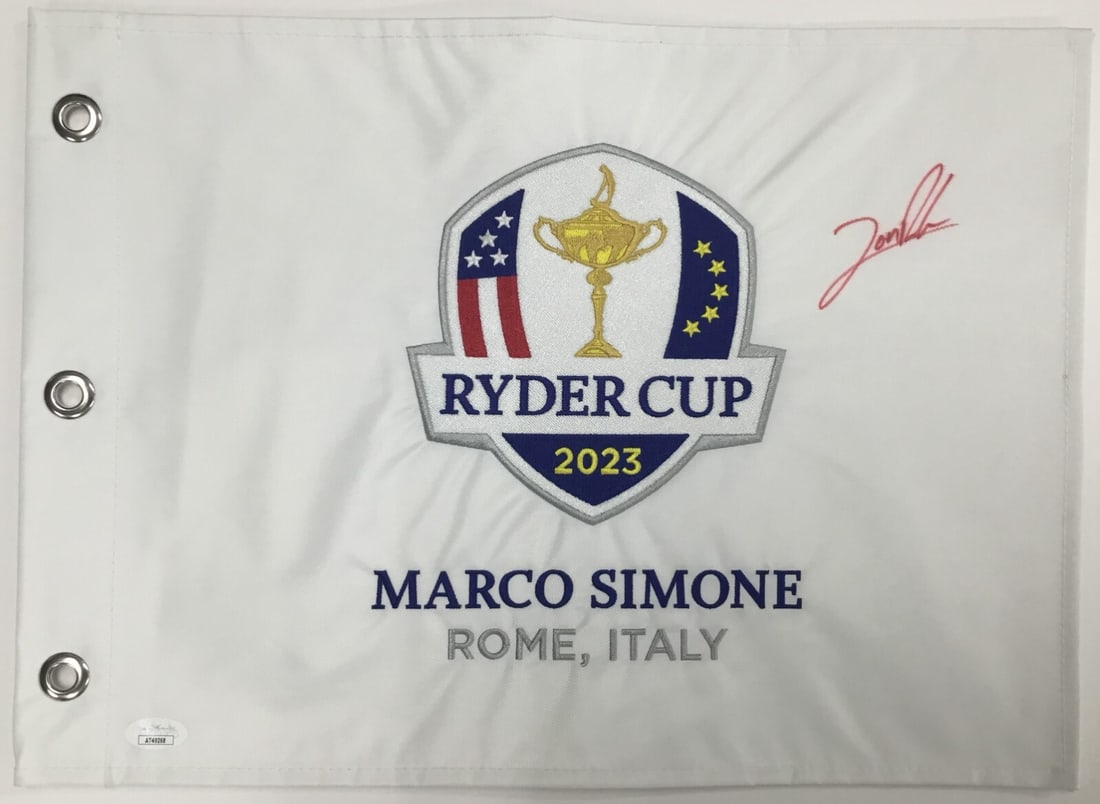 RYDER CUP
2023
MARCO SIMONE
ROME, ITALY